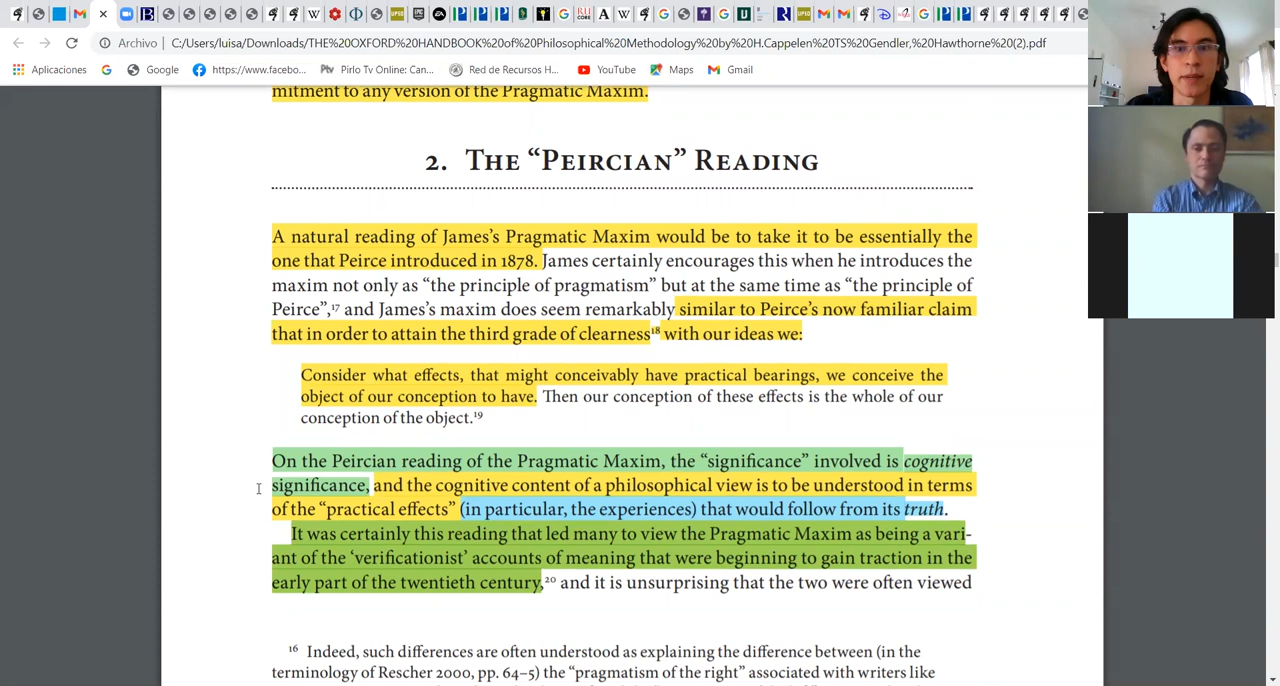 Archivo
C:/Users/luisa/Downloads/THE%20OXFORD%20HANDBOOK%20of%20Philosophical%20Methodology%20by%20H.Cappelen%20TS%20Gendler,%20Hawthorne%20(2).pdf
Aplicaciones
Google
https://www.facebo...
Pirlo Tv Online: Can...
Red de Recursos H...
YouTube
Maps
Gmail
mitment to any version of the Pragmatic Maxim.
2. The “Peircian” Reading
A natural reading of James’s Pragmatic Maxim would be to take it to be essentially the
one that Peirce introduced in 1878. James certainly encourages this when he introduces the
maxim not only as “the principle of pragmatism” but at the same time as “the principle of
Peirce”,17 and James’s maxim does seem remarkably similar to Peirce’s now familiar claim
that in order to attain the third grade of clearness18 with our ideas we:
Consider what effects, that might conceivably have practical bearings, we conceive the
object of our conception to have. Then our conception of these effects is the whole of our
conception of the object.19
On the Peircian reading of the Pragmatic Maxim, the “significance” involved is cognitive
significance, and the cognitive content of a philosophical view is to be understood in terms
of the “practical effects” (in particular, the experiences) that would follow from its truth.
It was certainly this reading that led many to view the Pragmatic Maxim as being a vari-
ant of the ‘verificationist’ accounts of meaning that were beginning to gain traction in the
early part of the twentieth century,20 and it is unsurprising that the two were often viewed
16 Indeed, such differences are often understood as explaining the difference between (in the
terminology of Rescher 2000, pp. 64–5) the “pragmatism of the right” associated with writers like